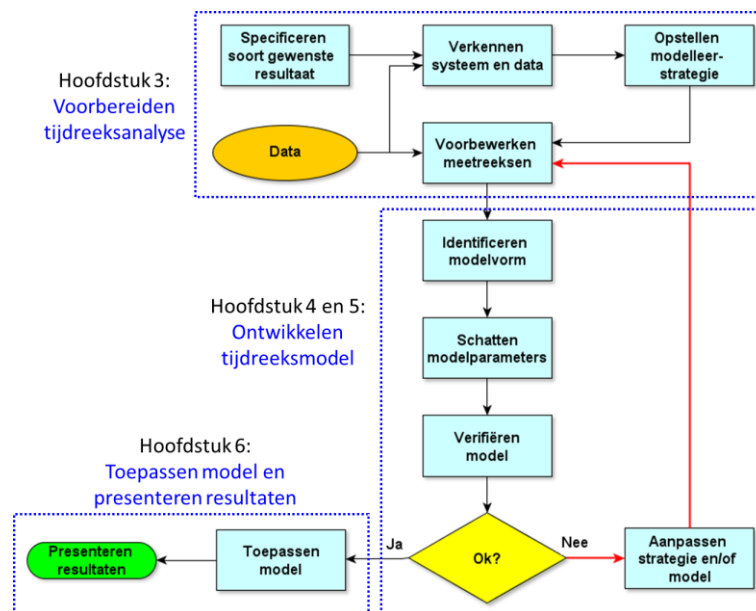 Specificeren
soort gewenste
resultaat
Verkennen
systeem en data
Opstellen
modelleer-
strategie
Hoofdstuk 3:
Voorbereiden
tijdreeksanalyse
Data
Voorbewerken
meetreeksen
Identificeren
modelvorm
Hoofdstuk 4 en 5:
Ontwikkelen
tijdreeksmodel
Schatten
modelparameters
Verifiëren
model
Hoofdstuk 6:
Toepassen model en
presenteren resultaten
Presenteren
resultaten
Toepassen
model
Ja
Ok?
Nee
Aanpassen
strategie en/of
model